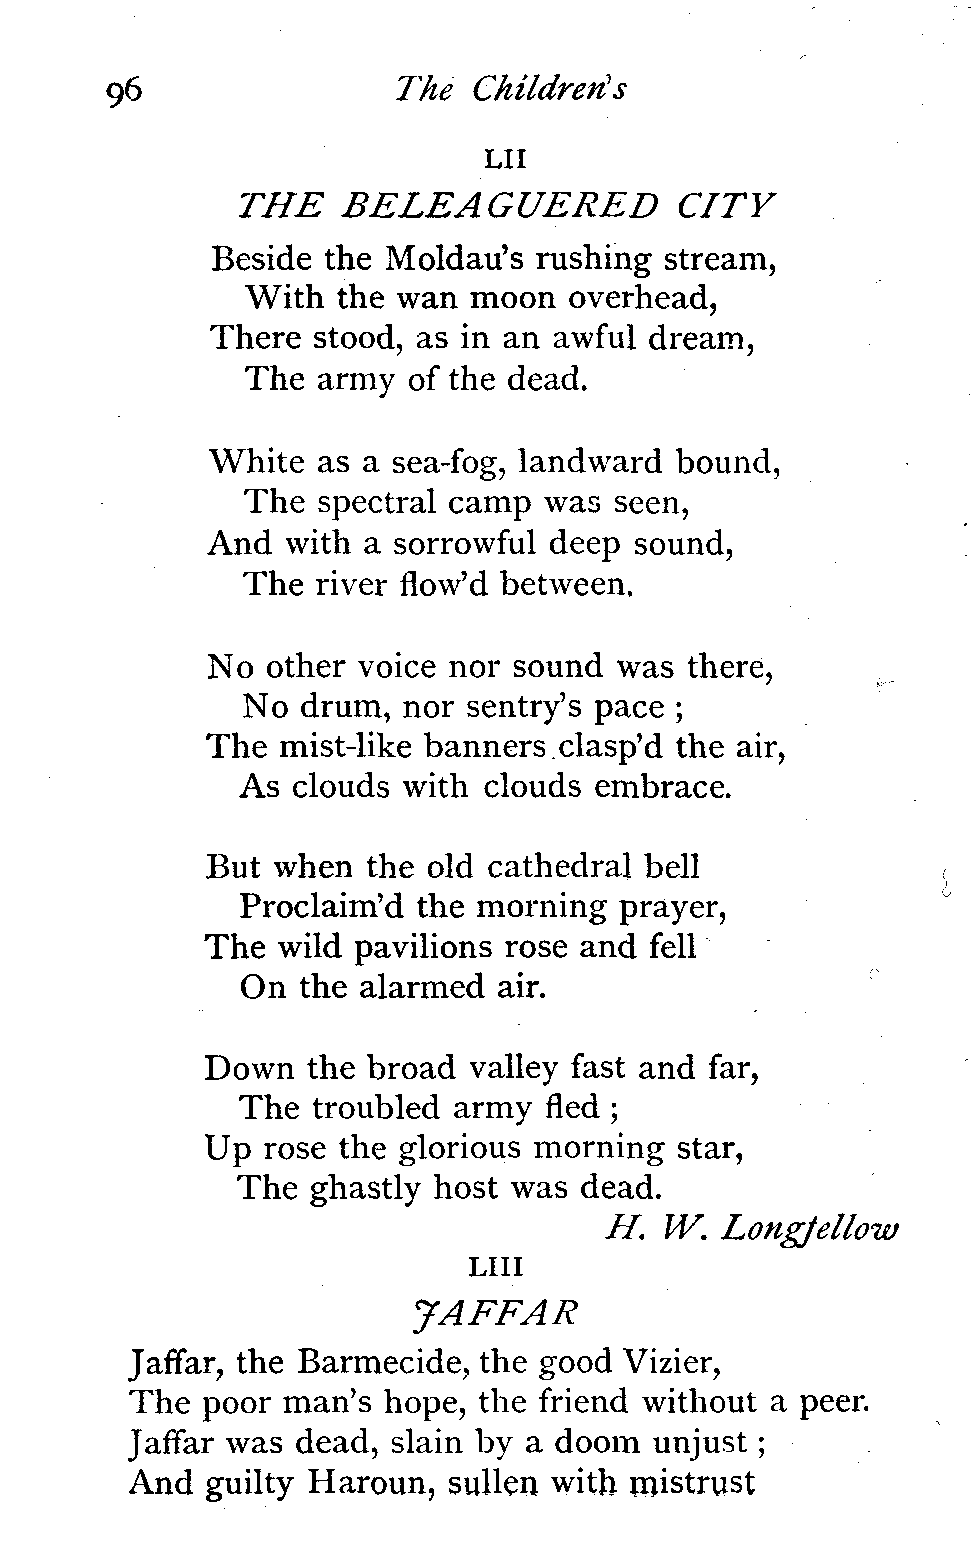 96 The Children's
LII
THE BELEAGUERED CITY
Beside the Moldau's rushing stream,
With the wan moon overhead,
There stood, as in an awful dream,
The army of the dead.
White as a sea-fog, landward bound,
The spectral camp was seen,
And with a sorrowful deep sound,
The river flow'd between.
No other voice nor sound was there,
No drum, nor sentry's pace ;
The mist-like banners clasp'd the air,
As clouds with clouds embrace.
But when the old cathedral bell
Proclaim'd the morning prayer,
The wild pavilions rose and fell
On the alarmed air.
Down the broad valley fast and far,
The troubled army fled ;
Up rose the glorious morning star,
The ghastly host was dead.
H. W. Longfellow
LIII
JAFFAR
Jaffar, the Barmecide, the good Vizier,
The poor man's hope, the friend without a peer.
Jaffar was dead, slain by a doom unjust ;
And guilty Haroun, sullen with mistrust